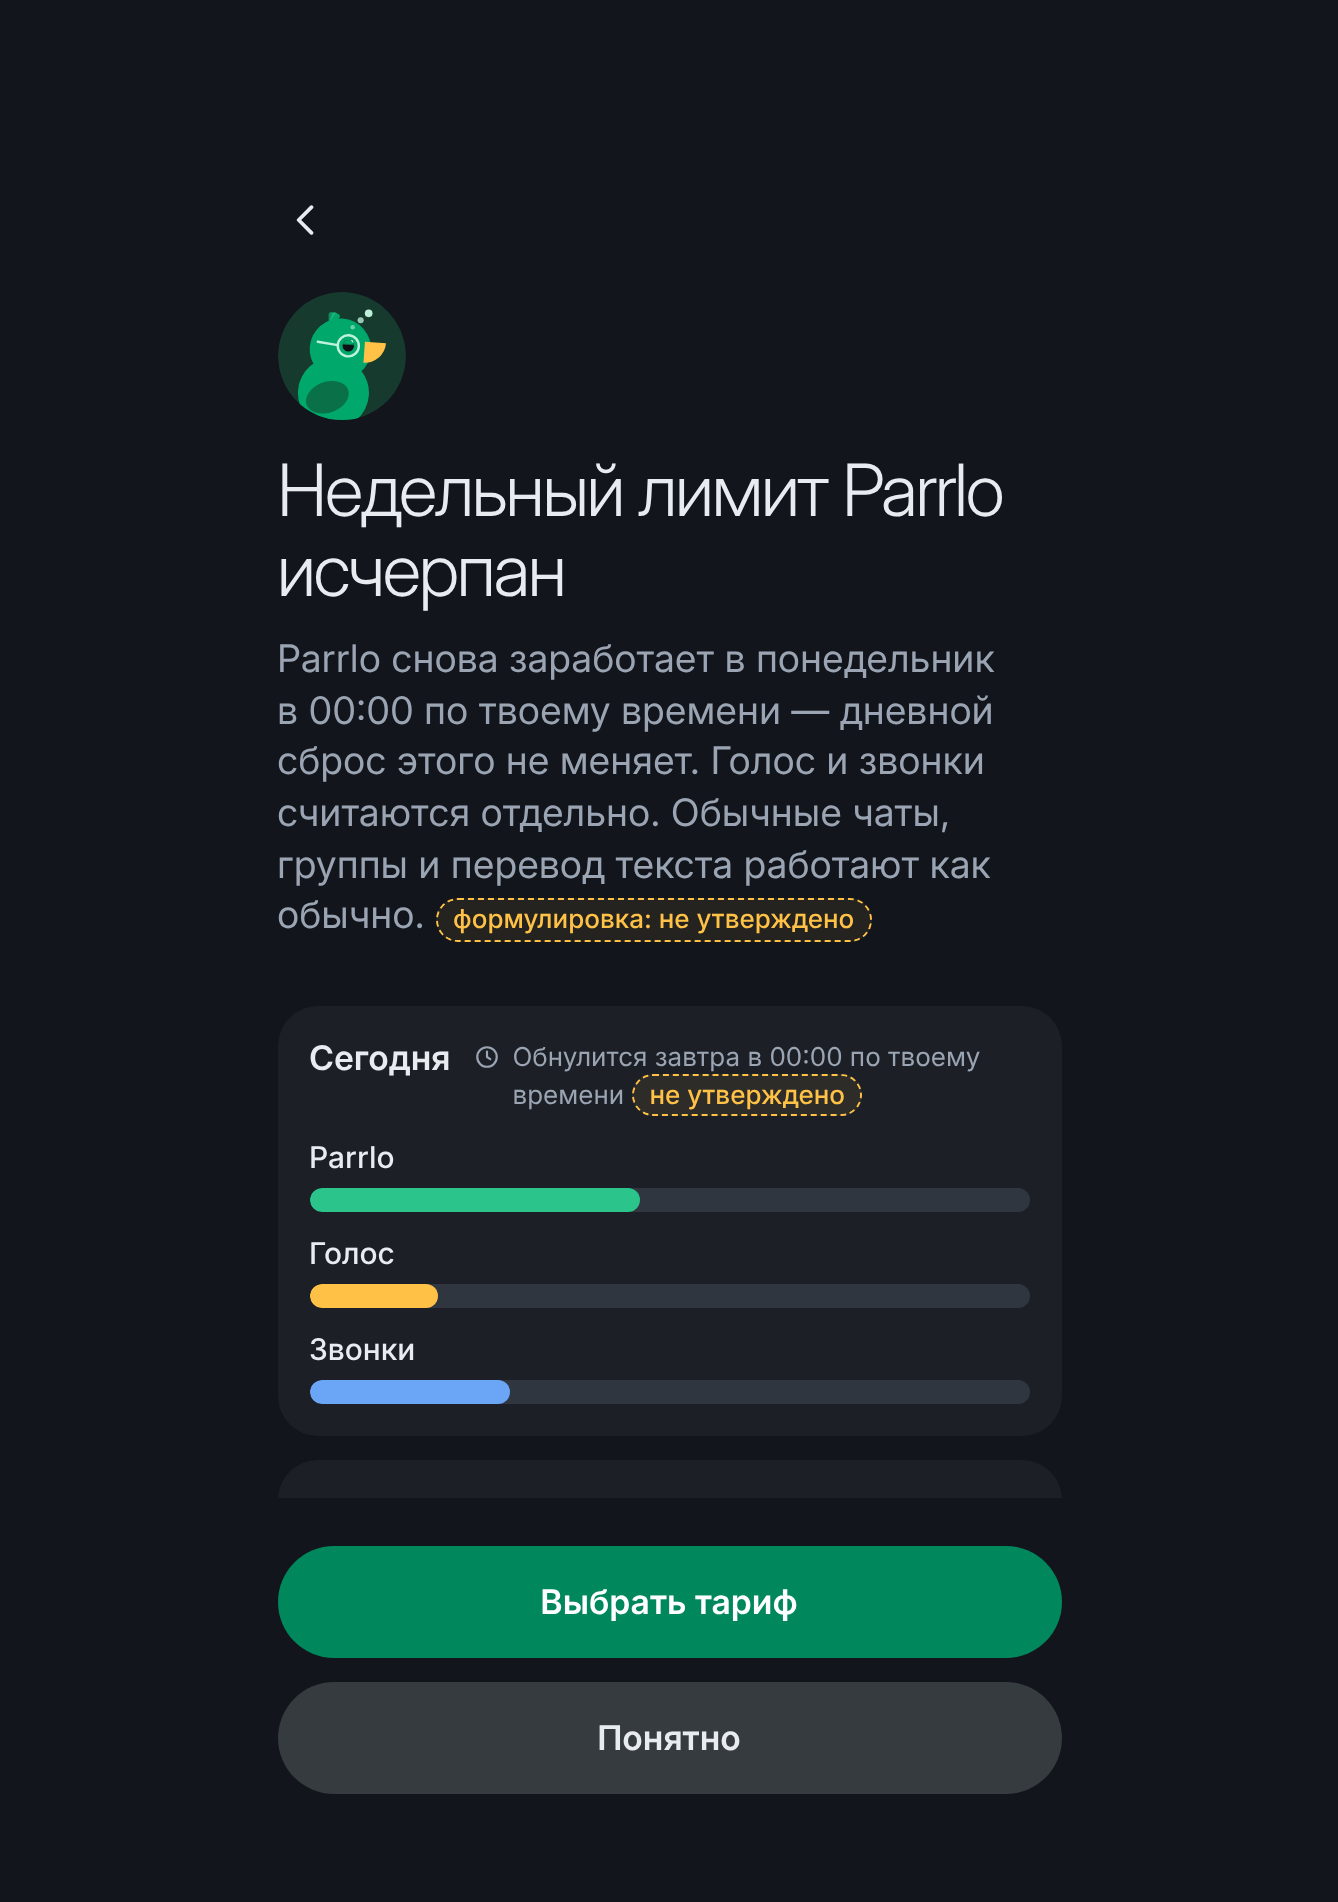 Недельный лимит Parrlo
исчерпан
Parrlo снова заработает в понедельник
в 00:00 по твоему времени — дневной
сброс этого не меняет. Голос и звонки
считаются отдельно. Обычные чаты,
группы и перевод текста работают как
обычно. формулировка: не утверждено
Сегодня Обнулится завтра в 00:00 по твоему
времени не утверждено
Parrlo
Голос
Звонки
Выбрать тариф
Понятно